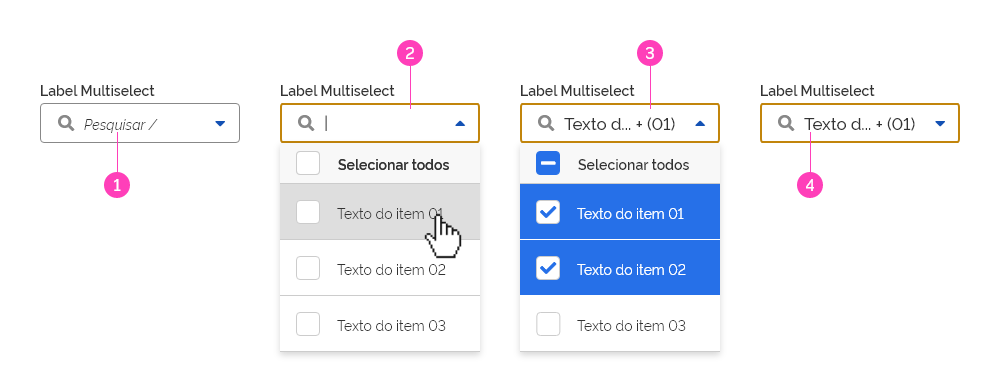 2
3
Label Multiselect
Label Multiselect
Label Multiselect
Label Multiselect
Pesquisar /
Texto d... + (01)
Texto d... + (01)
1
4
Selecionar todos
Texto do item 01
Texto do item 02
Texto do item 03
Selecionar todos
Texto do item 01
Texto do item 02
Texto do item 03